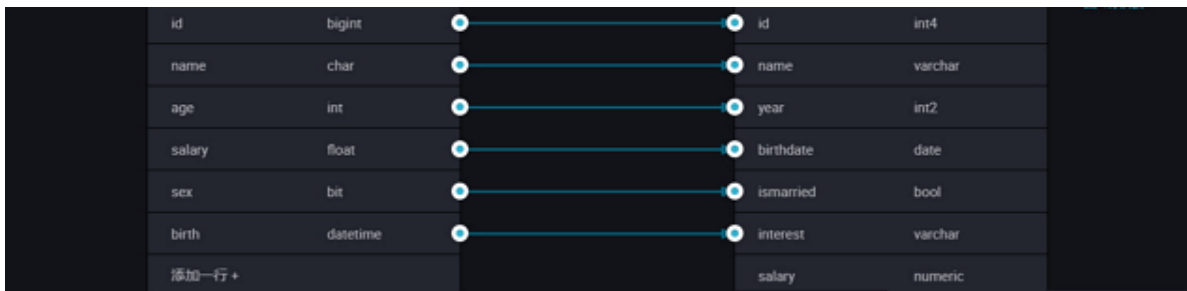 id bigint id int4
name char name varchar
age int year int2
salary float birthdate date
sex bit ismarried bool
birth datetime interest varchar
添加一行 + salary numeric